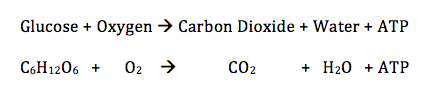 Glucose + Oxygen → Carbon Dioxide + Water + ATP
C6H12O6 + O2 → CO2 + H2O + ATP